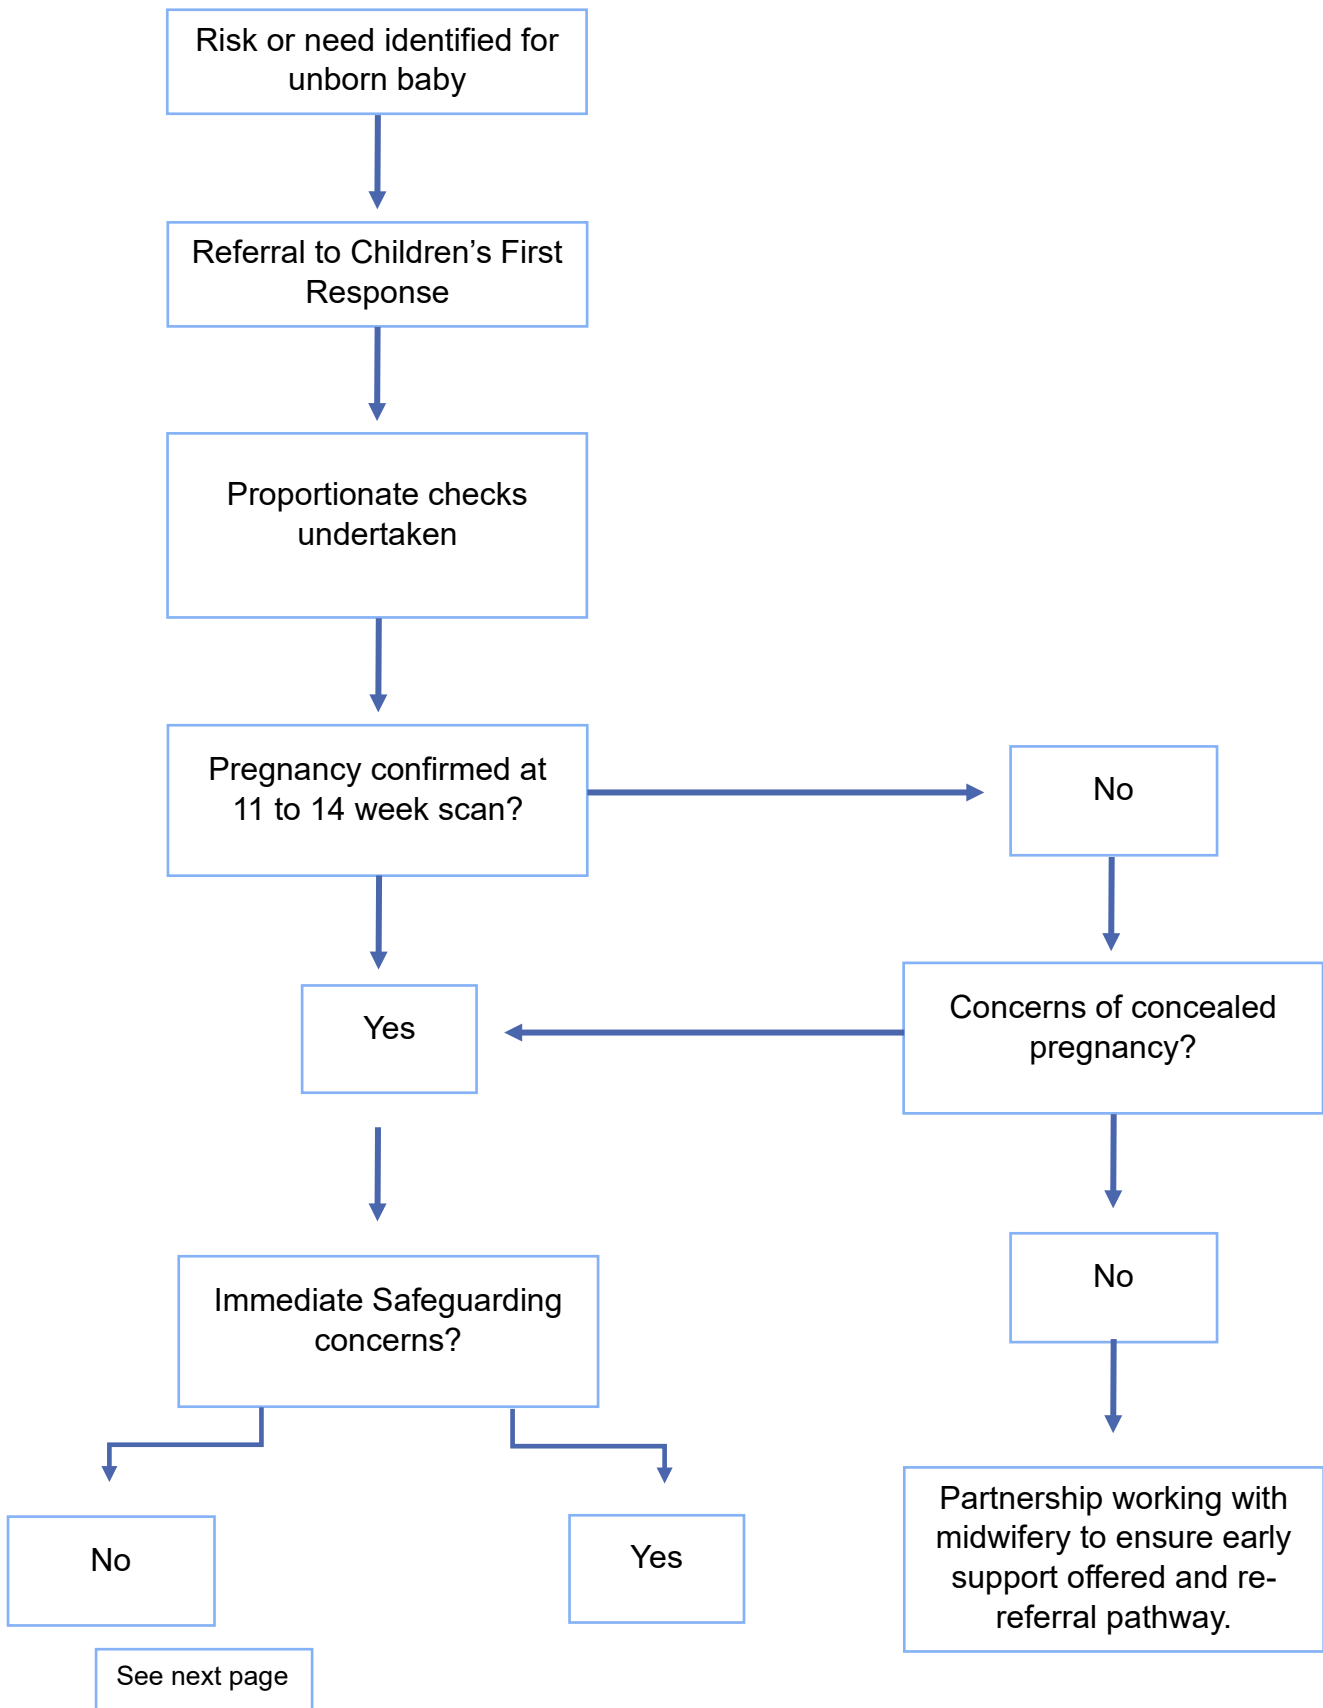 Risk or need identified for
unborn baby
Referral to Children’s First
Response
Proportionate checks
undertaken
Pregnancy confirmed at
11 to 14 week scan?
No
Yes
Concerns of concealed
pregnancy?
Immediate Safeguarding
concerns?
No
No
Yes
Partnership working with
midwifery to ensure early
support offered and re-
referral pathway.
See next page